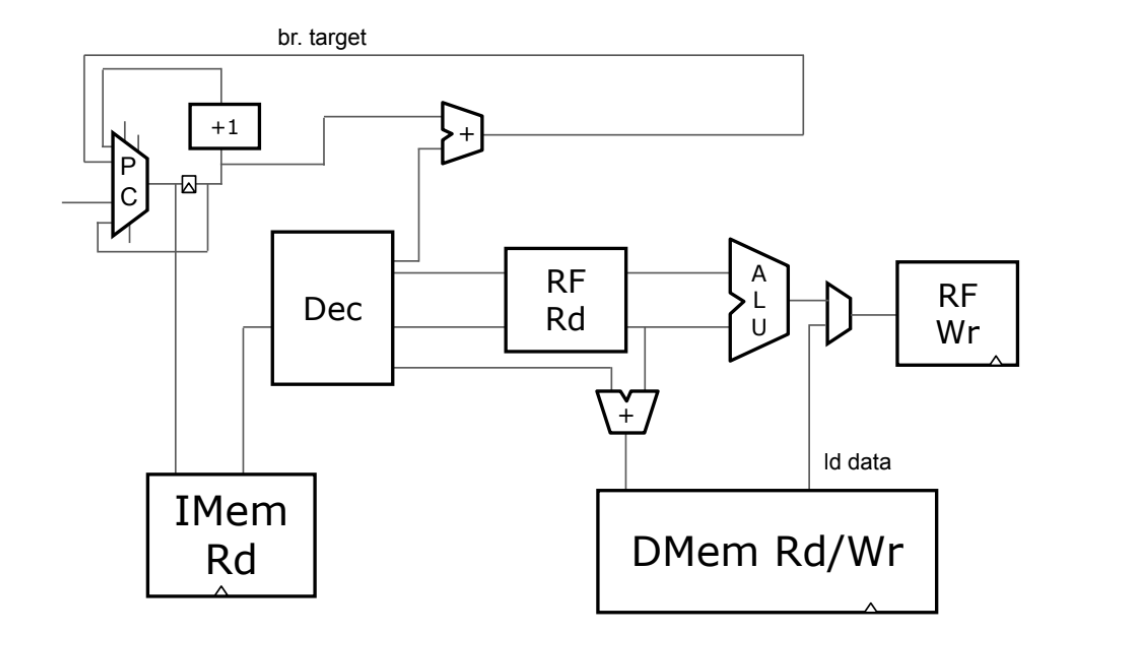 br. target
+1
+
P
C
Dec
RF
Rd
A
L
U
RF
Wr
+
ld data
IMem
Rd
DMem Rd/Wr